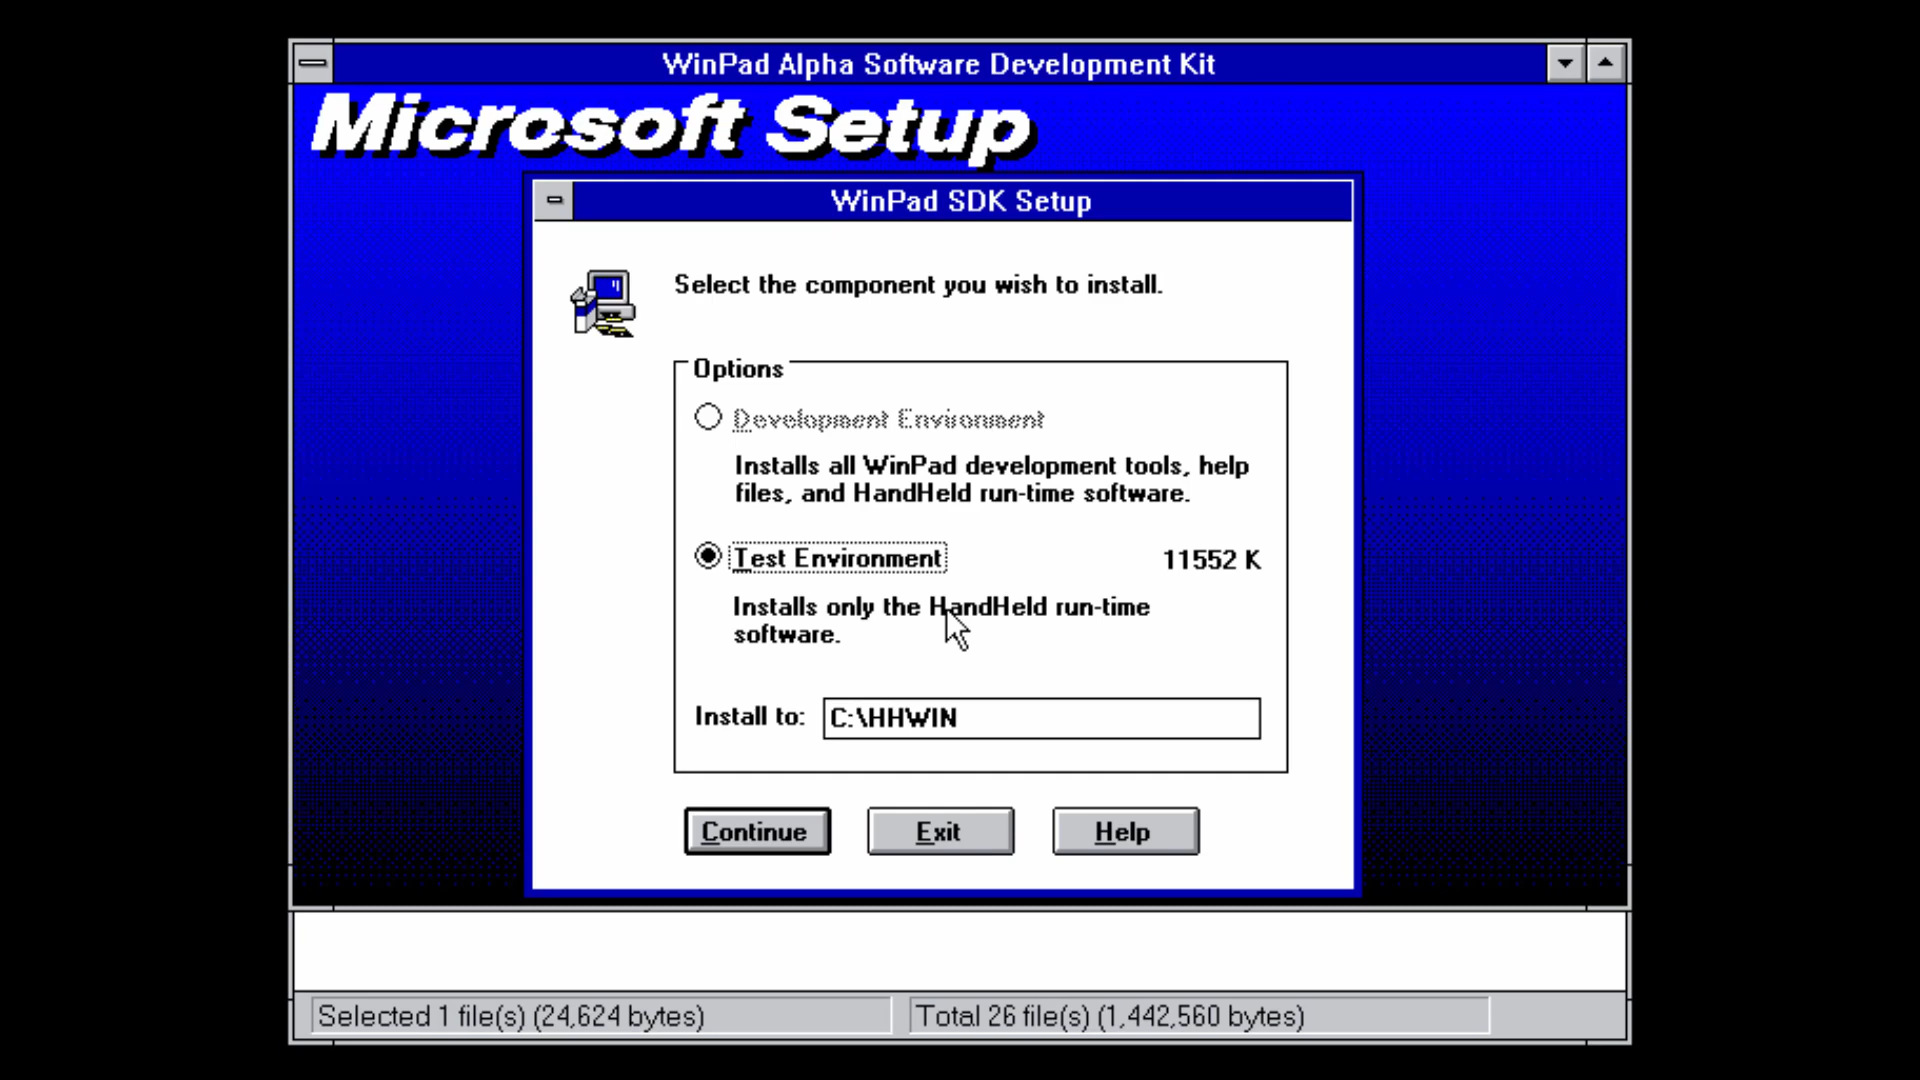 WinPad Alpha Software Development Kit
Microsoft Setup
WinPad SDK Setup
Select the component you wish to install.
Options
Development Environment
Installs all WinPad development tools, help
files, and HandHeld run-time software.
Test Environment 11552 K
Installs only the HandHeld run-time
software.
Install to: C:\HHWIN
Continue Exit Help
Selected 1 file(s) (24,624 bytes) Total 26 file(s) (1,442,560 bytes)